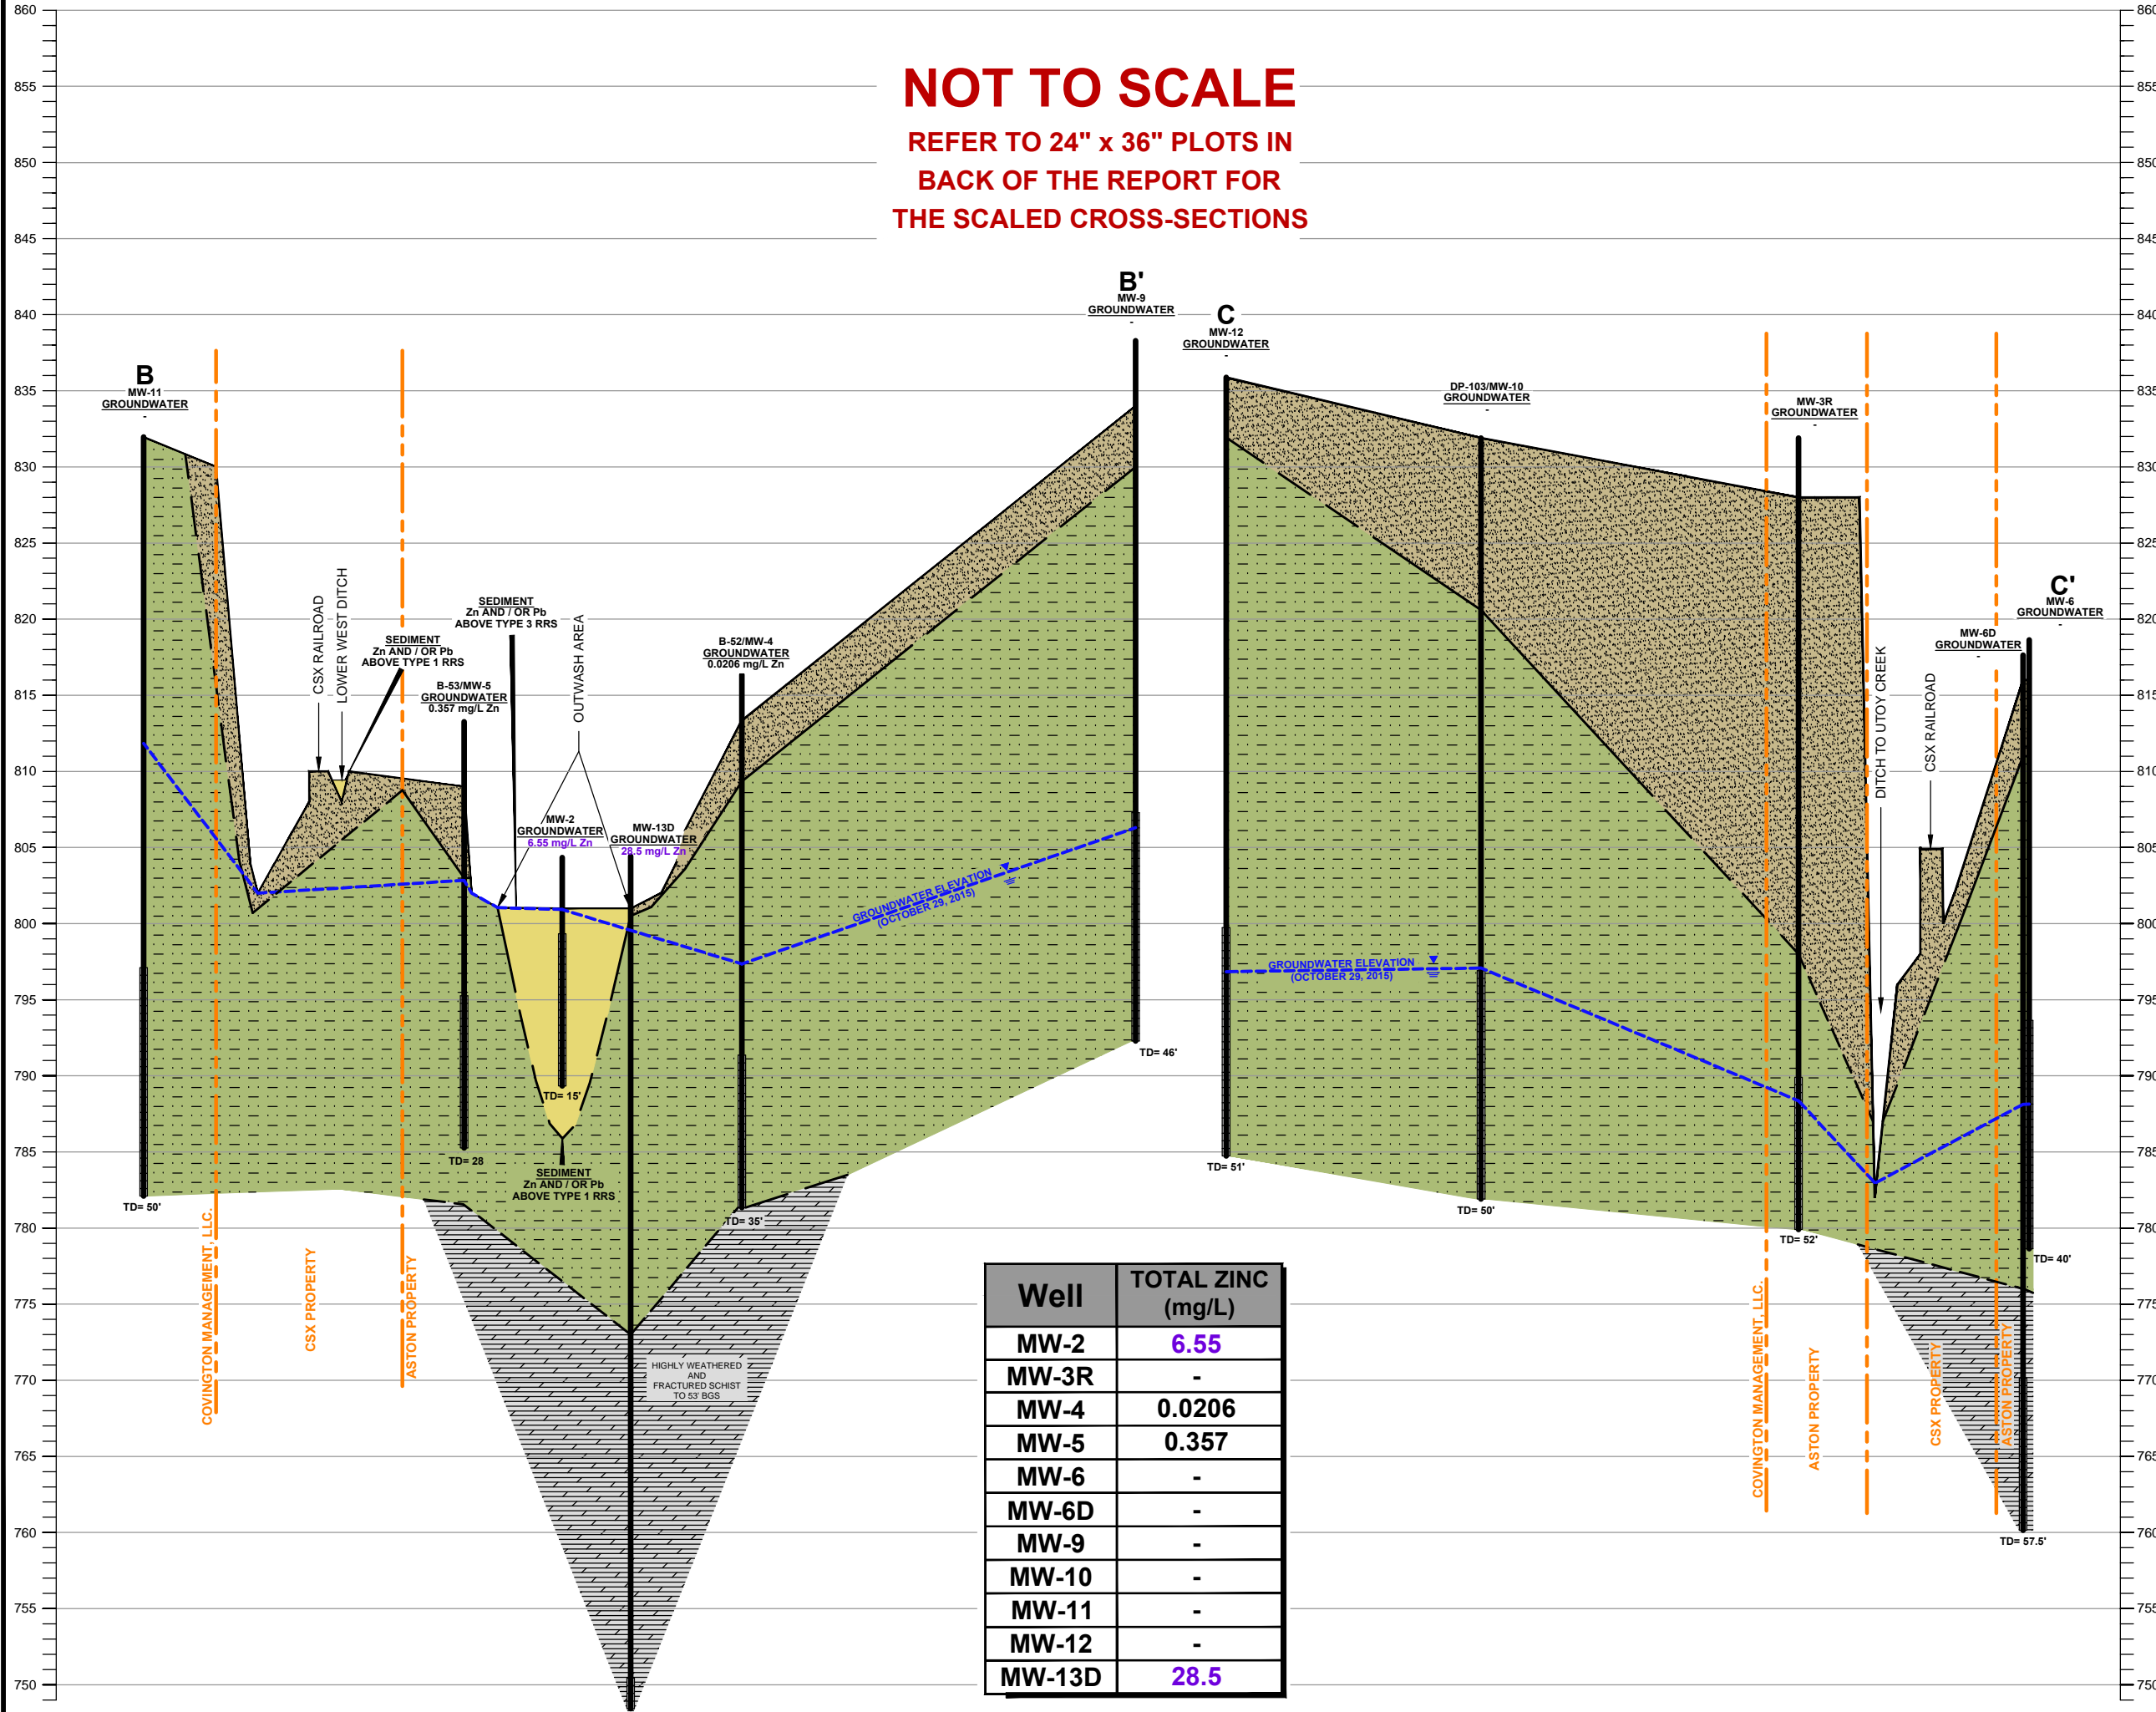 860
855
850
845
840
835
830
825
820
815
810
805
800
795
790
785
780
775
770
765
760
755
750
NOT TO SCALE
REFER TO 24" x 36" PLOTS IN
BACK OF THE REPORT FOR
THE SCALED CROSS-SECTIONS
B
MW-11
GROUNDWATER
-
CSX RAILROAD
LOWER WEST DITCH
SEDIMENT
Zn AND / OR Pb
ABOVE TYPE 1 RRS
B-53/MW-5
GROUNDWATER
0.357 mg/L Zn
SEDIMENT
Zn AND / OR Pb
ABOVE TYPE 3 RRS
OUTWASH AREA
MW-2
GROUNDWATER
6.55 mg/L Zn
MW-13D
GROUNDWATER
28.5 mg/L Zn
B-52/MW-4
GROUNDWATER
0.0206 mg/L Zn
B'
MW-9
GROUNDWATER
-
GROUNDWATER ELEVATION
(OCTOBER 29, 2015)
TD= 50'
TD= 28
TD= 15'
SEDIMENT
Zn AND / OR Pb
ABOVE TYPE 1 RRS
TD= 35'
TD= 46'
COVINGTON MANAGEMENT, LLC.
CSX PROPERTY
ASTON PROPERTY
HIGHLY WEATHERED
AND
FRACTURED SCHIST
TO 53' BGS
C
MW-12
GROUNDWATER
-
DP-103/MW-10
GROUNDWATER
-
MW-3R
GROUNDWATER
-
DITCH TO UTOY CREEK
CSX RAILROAD
MW-6D
GROUNDWATER
-
C'
MW-6
GROUNDWATER
-
GROUNDWATER ELEVATION
(OCTOBER 29, 2015)
TD= 51'
TD= 50'
TD= 52'
TD= 40'
TD= 57.5'
COVINGTON MANAGEMENT, LLC.
ASTON PROPERTY
CSX PROPERTY
ASTON PROPERTY
Well TOTAL ZINC
(mg/L)
MW-2 6.55
MW-3R -
MW-4 0.0206
MW-5 0.357
MW-6 -
MW-6D -
MW-9 -
MW-10 -
MW-11 -
MW-12 -
MW-13D 28.5